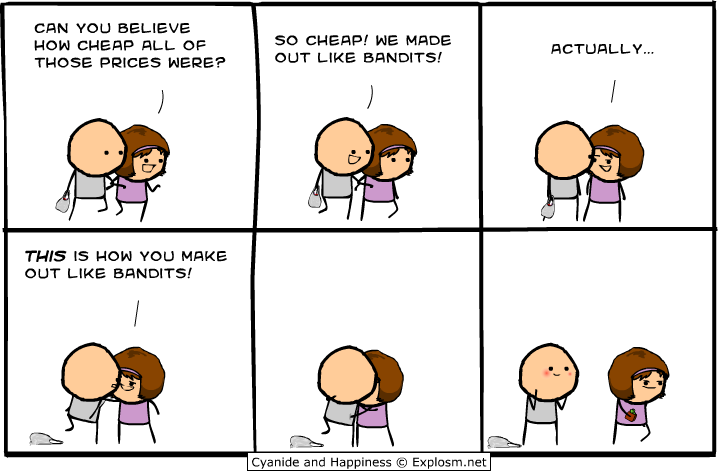 CAN YOU BELIEVE
HOW CHEAP ALL OF
THOSE PRICES WERE?
SO CHEAP! WE MADE
OUT LIKE BANDITS!
ACTUALLY...
THIS IS HOW YOU MAKE
OUT LIKE BANDITS!
Cyanide and Happiness © Explosm.net